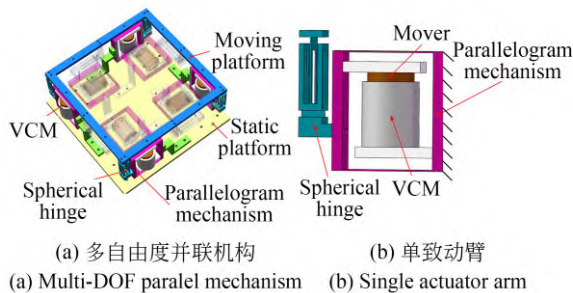 Moving
platform
VCM
Static
platform
Spherical
hinge
Parallelogram
mechanism
(a) 多自由度并联机构
(a) Multi-DOF paralel mechanism
Mover
Parallelogram
mechanism
Spherical
hinge
VCM
(b) 单致动臂
(b) Single actuator arm